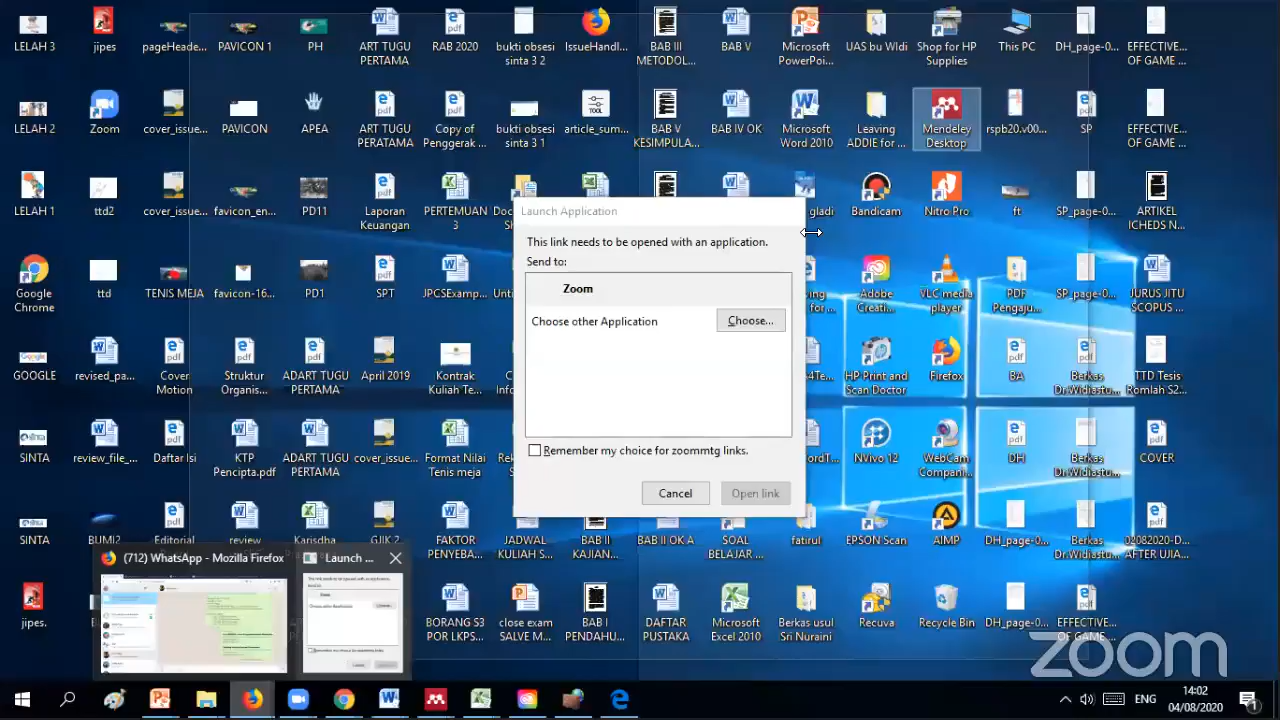 LELAH 3
jipes
pageHeade...
PAVICON 1
PH
ART TUGU
PERTAMA
RAB 2020
bukti obsesi
sinta 3 2
IssueHandl...
BAB III
METODOL...
BAB V
Microsoft
PowerPoi...
UAS bu WIdi
Shop for HP
Supplies
This PC
DH_page-0...
EFFECTIVE...
OF GAME ...
LELAH 2
Zoom
cover_issue...
PAVICON
APEA
ART TUGU
PERATAMA
Copy of
Penggerak ...
bukti obsesi
sinta 3 1
TOOL
article_sum...
BAB V
KESIMPULA...
BAB IV OK
Microsoft
Word 2010
Leaving
ADDIE for ...
Mendeley
Desktop
rspb20.v00...
SP
EFFECTIVE...
OF GAME ...
LELAH 1
ttd2
cover_issue...
favicon_en...
PD11
Laporan
Keuangan
PERTEMUAN
3
Bandicam
Nitro Pro
ft
SP_page-0...
ARTIKEL
ICHEDS N...
Launch Application
This link needs to be opened with an application.
Send to:
Zoom
Choose other Application
Choose...
Remember my choice for zoommtg links.
Cancel
Open link
Google
Chrome
ttd
TENIS MEJA
favicon-16...
PD1
SPT
JPCSExamp...
Adobe
Creati...
VLC media
player
PDF
Pengaju...
SP_page-0...
JURUS JITU
SCOPUS ...
GOOGLE
revised_pa...
Cover
Motion
Struktur
Organis...
ADART TUGU
PERTAMA
April 2019
Kontrak
Kuliah Te...
HP Print and
Scan Doctor
Firefox
BA
Berkas
Dr.Widiastu...
TTD Tesis
Romlah S2...
SINTA
review_file_...
Daftar Isi
KTP
Pencipta.pdf
ADART TUGU
PERTAMA
cover_issue...
Format Nilai
Tenis meja
NVivo 12
WebCam
Compani...
DH
Berkas
Dr.Widiastu...
COVER
SINTA
BUMi2
Editorial
review
Karisdha
GJIK 2
FAKTOR
PENYEBA...
JADWAL
KULIAH S...
BAB II
KAJIAN...
BAB II OK A
SOAL
BELAJAR ...
fatirul
EPSON Scan
AIMP
DH_page-0...
Berkas
Dr.Widiastu...
02082020-D...
AFTER UJIA...
(712) WhatsApp - Mozilla Firefox
Launch ...
jipes.
BORANG
POR LKPS...
close exam
SALVE M...
BAB I
PENDAHU...
DAFTAR
PUSTAKA
Microsoft
Excel 2010
Berkas usul
Sri Nuraini
Recuva
Recycle Bin
DH_page-0...
EFFECTIVE...
OF GAME ...
zoom
ENG
14:02
04/08/2020
1